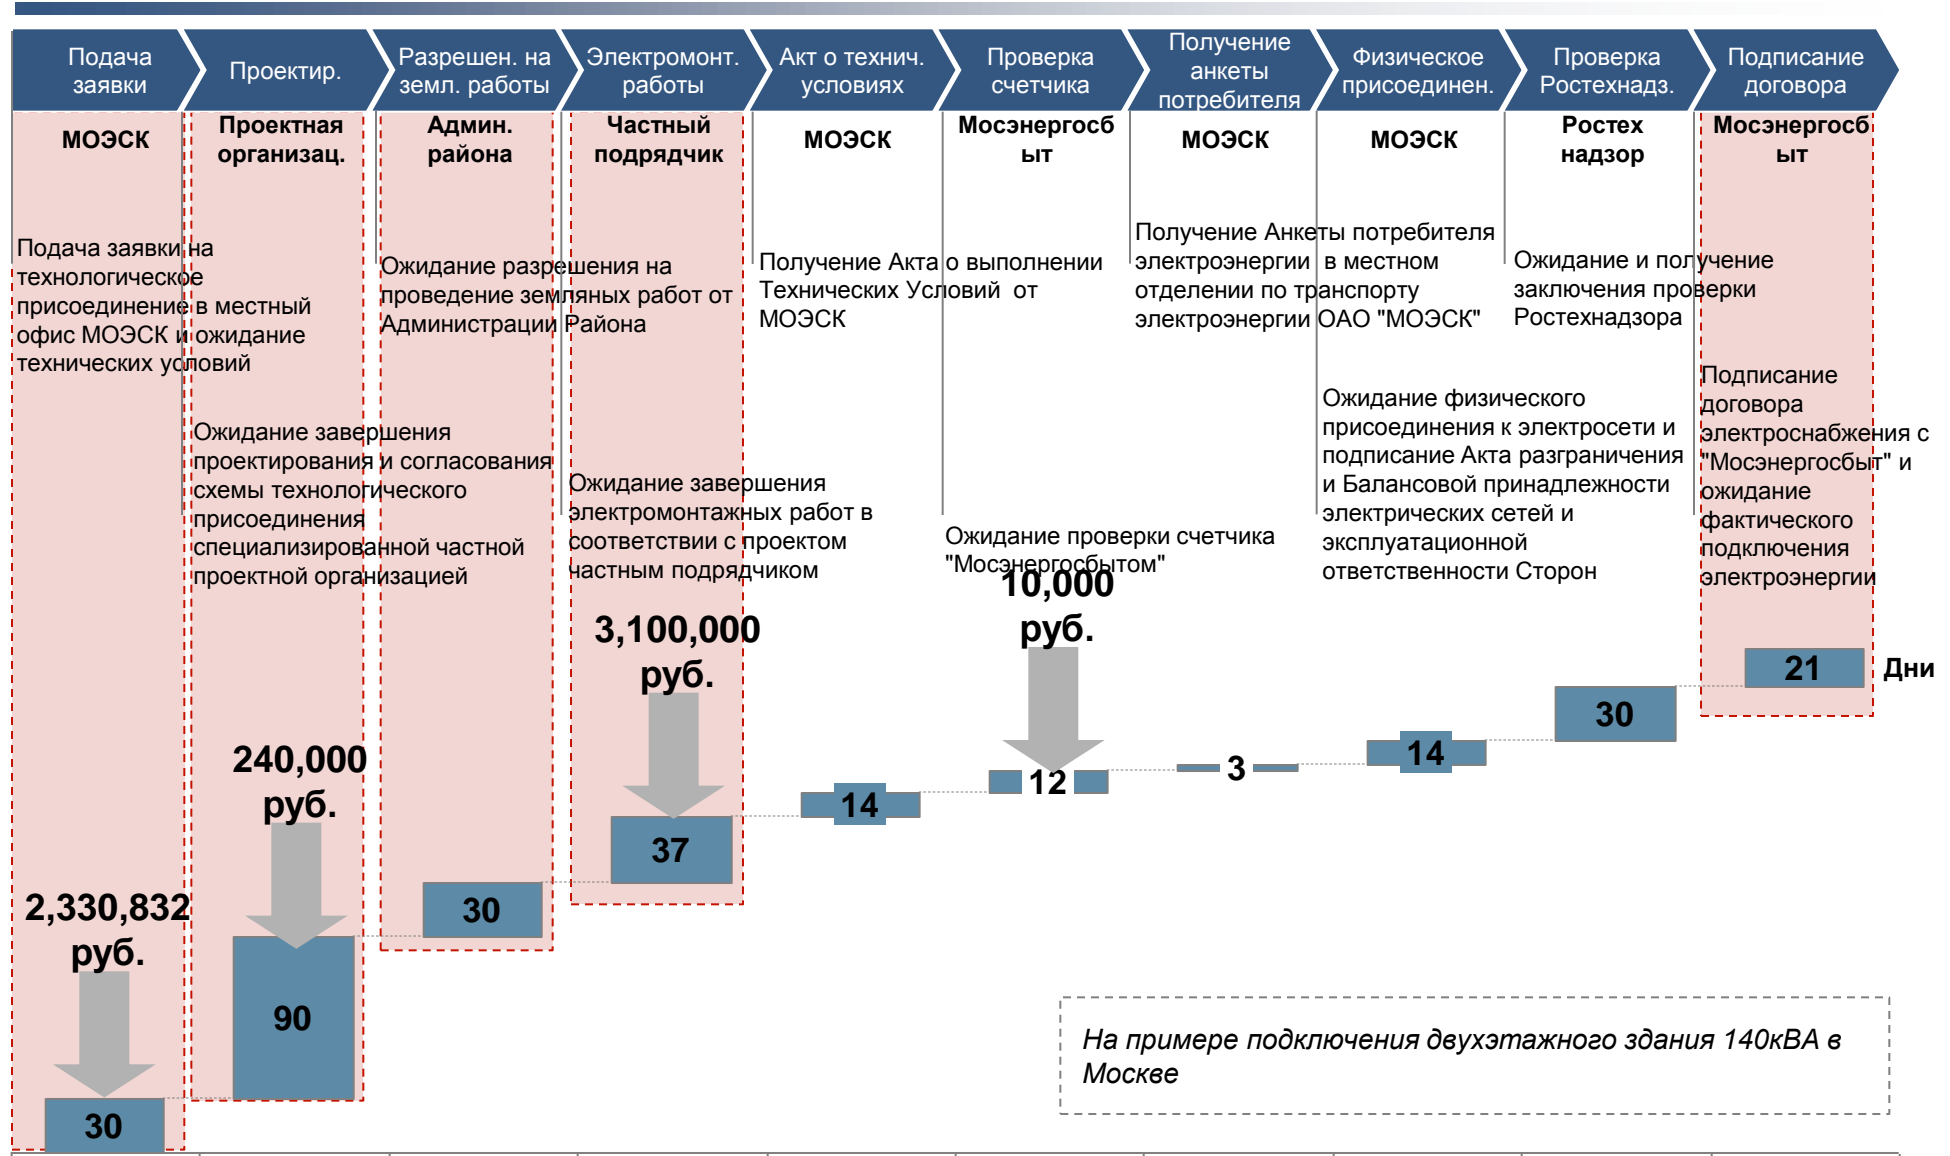 Подача
заявки
Проектир.
Разрешен. на
земл. работы
Электромонт.
работы
Акт о технич.
условиях
Проверка
счетчика
Получение
анкеты
потребителя
Физическое
присоединен.
Проверка
Ростехнадз.
Подписание
договора
МОЭСК
Проектная
организац.
Админ.
района
Частный
подрядчик
МОЭСК
Мосэнергосб
ыт
МОЭСК
МОЭСК
Ростех
надзор
Мосэнергосб
ыт
Подача заявки на
технологическое
присоединение в местный
офис МОЭСК и ожидание
технических условий
Ожидание завершения
проектирования и согласования
схемы технологического
присоединения
специализированной частной
проектной организацией
Ожидание разрешения на
проведение земляных работ от
Администрации Района
Ожидание завершения
электромонтажных работ в
соответствии с проектом
частным подрядчиком
Получение Акта о выполнении
Технических Условий от
МОЭСК
Ожидание проверки счетчика
"Мосэнергосбытом"
Получение Анкеты потребителя
электроэнергии в местном
отделении по транспорту
электроэнергии ОАО "МОЭСК"
Ожидание физического
присоединения к электросети и
подписание Акта разграничения
и Балансовой принадлежности
электрических сетей и
эксплуатационной
ответственности Сторон
Ожидание и получение
заключения проверки
Ростехнадзора
Подписание
договора
электроснабжения с
"Мосэнергосбыт" и
ожидание
фактического
подключения
электроэнергии
2,330,832
руб.
240,000
руб.
3,100,000
руб.
10,000
руб.
30
90
30
37
14
12
3
14
30
21
Дни
На примере подключения двухэтажного здания 140кВА в
Москве